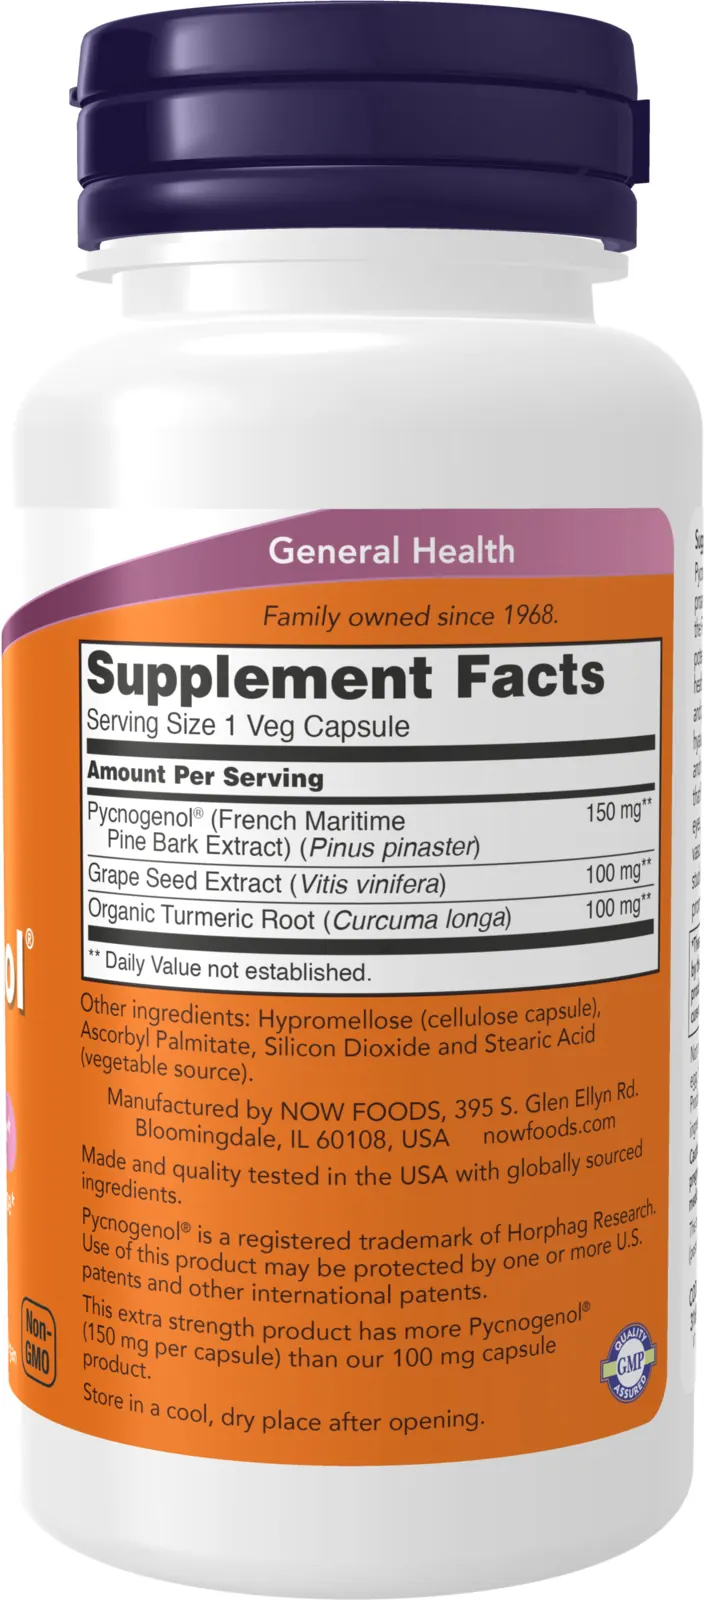 General Health
Family owned since 1968.
Supplement Facts
Serving Size 1 Veg Capsule
Amount Per Serving
Pycnogenol® (French Maritime 150 mg**
Pine Bark Extract) (Pinus pinaster)
Grape Seed Extract (Vitis vinifera) 100 mg**
Organic Turmeric Root (Curcuma longa) 100 mg**
** Daily Value not established.
Other ingredients: Hypromellose (cellulose capsule),
Ascorbyl Palmitate, Silicon Dioxide and Stearic Acid
(vegetable source).
Manufactured by NOW FOODS, 395 S. Glen Ellyn Rd.
Bloomingdale, IL 60108, USA nowfoods.com
Made and quality tested in the USA with globally sourced
ingredients.
Pycnogenol® is a registered trademark of Horphag Research.
Use of this product may be protected by one or more U.S.
patents and other international patents.
This extra strength product has more Pycnogenol®
(150 mg per capsule) than our 100 mg capsule
product.
Store in a cool, dry place after opening.
Non-
GMO
QUALITY
GMP
ASSURED